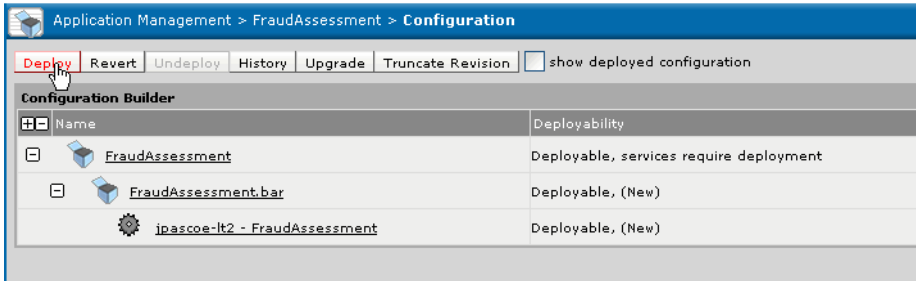 Application Management > FraudAssessment > Configuration
Deploy Revert Undeploy History Upgrade Truncate Revision show deployed configuration
Configuration Builder
Name Deployability
FraudAssessment Deployable, services require deployment
FraudAssessment.bar Deployable, (New)
jpascoe-lt2 - FraudAssessment Deployable, (New)